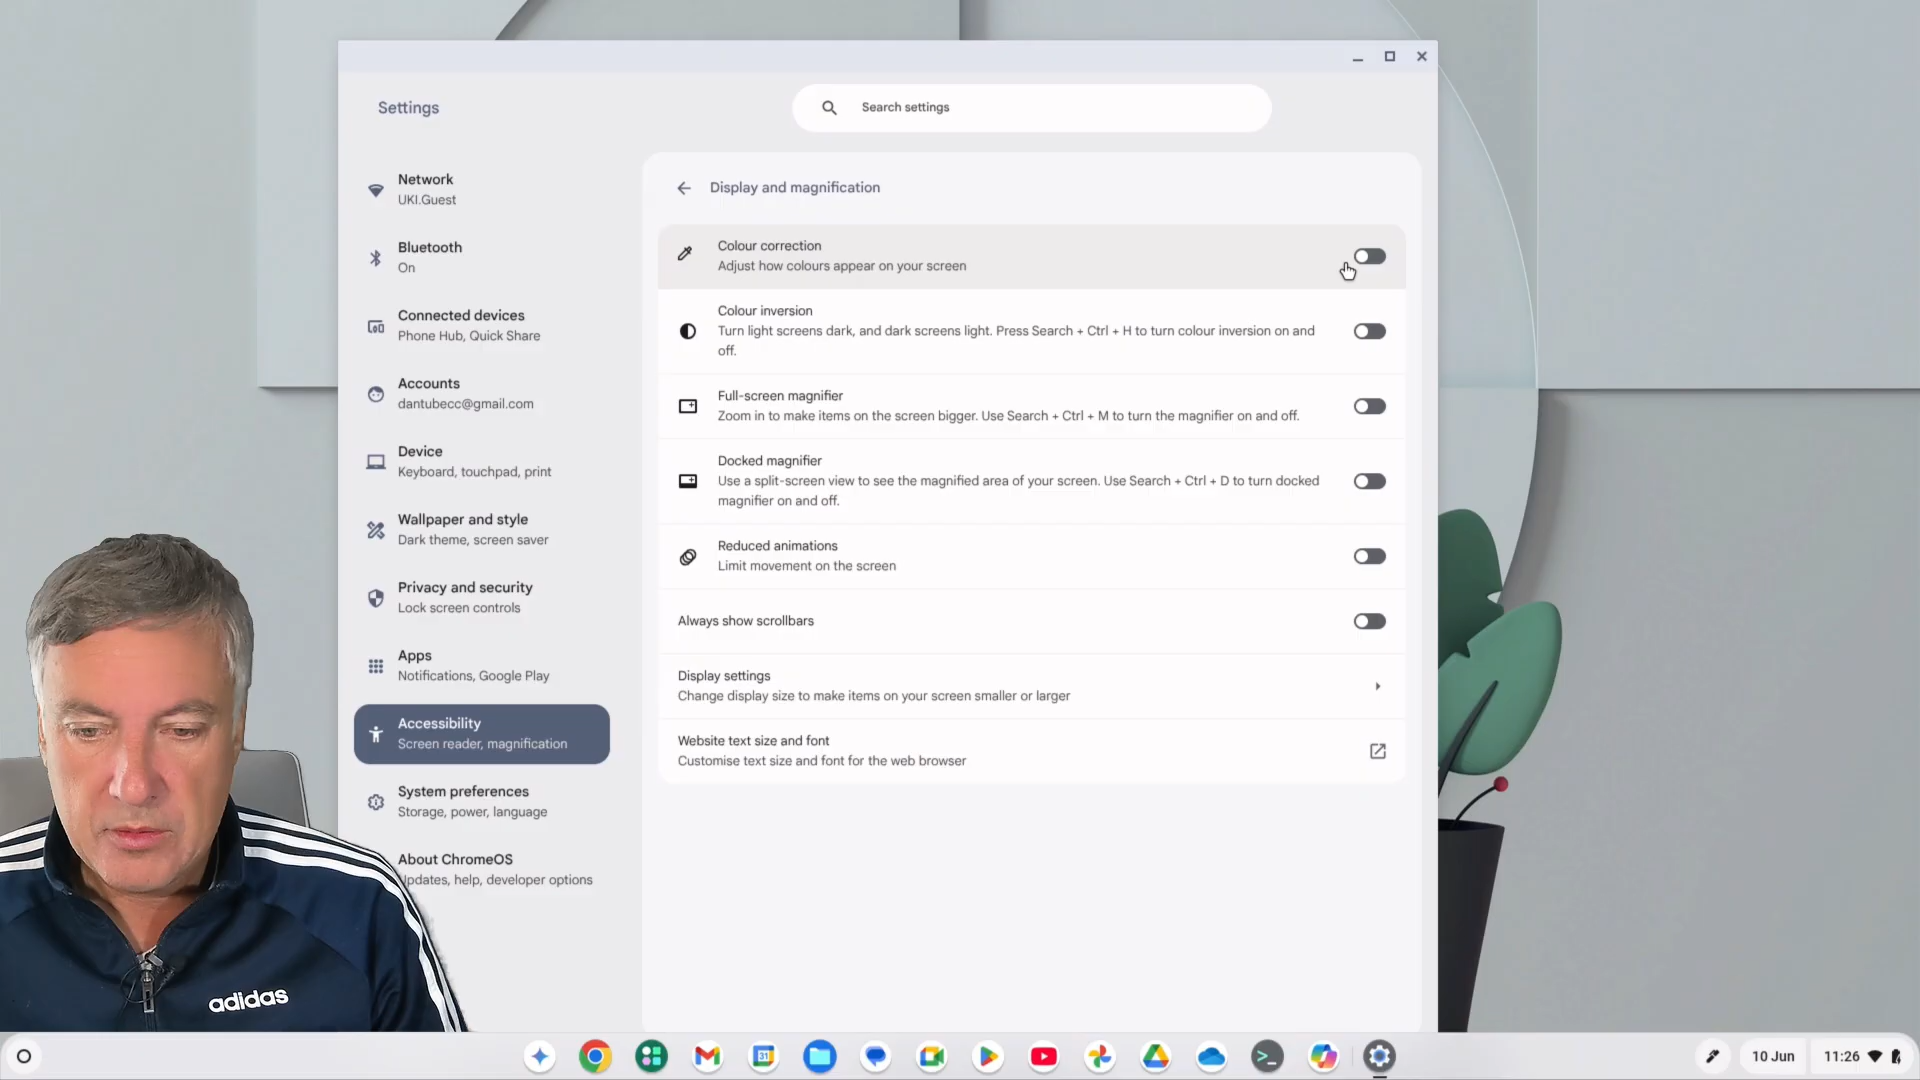 Settings
Search settings
Network
UKI.Guest
Bluetooth
On
Connected devices
Phone Hub, Quick Share
Accounts
dantubecc@gmail.com
Device
Keyboard, touchpad, print
Wallpaper and style
Dark theme, screen saver
Privacy and security
Lock screen controls
Apps
Notifications, Google Play
Accessibility
Screen reader, magnification
System preferences
Storage, power, language
About ChromeOS
pdates, help, developer options
Display and magnification
Colour correction
Adjust how colours appear on your screen
Colour inversion
Turn light screens dark, and dark screens light. Press Search + Ctrl + H to turn colour inversion on and
off.
Full-screen magnifier
Zoom in to make items on the screen bigger. Use Search + Ctrl + M to turn the magnifier on and off.
Docked magnifier
Use a split-screen view to see the magnified area of your screen. Use Search + Ctrl + D to turn docked
magnifier on and off.
Reduced animations
Limit movement on the screen
Always show scrollbars
Display settings
Change display size to make items on your screen smaller or larger
Website text size and font
Customise text size and font for the web browser
adidas
31
10 Jun
11:26